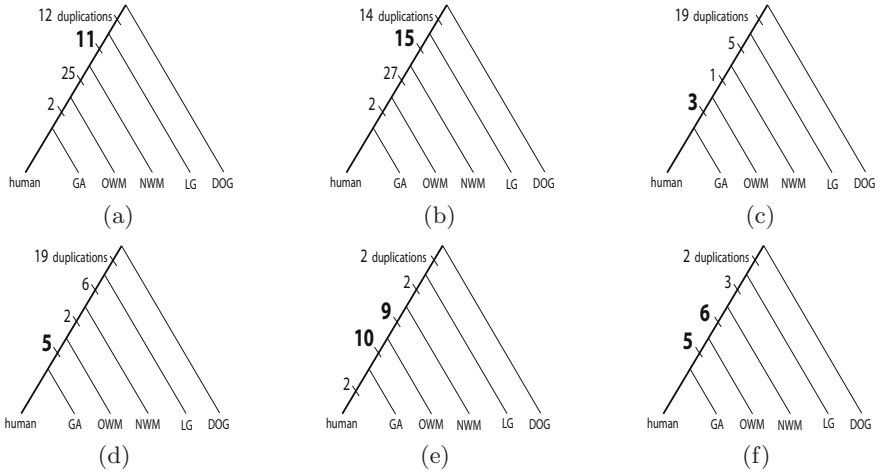 12 duplications
11
25
2
human GA OWM NWM LG DOG
(a)
14 duplications
15
27
2
human GA OWM NWM LG DOG
(b)
19 duplications
5
1
3
human GA OWM NWM LG DOG
(c)
19 duplications
6
2
5
human GA OWM NWM LG DOG
(d)
2 duplications
2
9
10
2
human GA OWM NWM LG DOG
(e)
2 duplications
3
6
5
human GA OWM NWM LG DOG
(f)